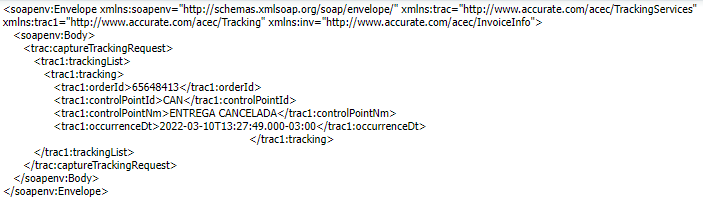 <soapenv:Envelope xmlns:soapenv="http://schemas.xmlsoap.org/soap/envelope/" xmlns:trac="http://www.accurate.com/acec/TrackingServices"
xmlns:trac1="http://www.accurate.com/acec/Tracking" xmlns:inv="http://www.accurate.com/acec/InvoiceInfo">
<soapenv:Body>
<trac:captureTrackingRequest>
<trac1:trackingList>
<trac1:tracking>
<trac1:orderId>65648413</trac1:orderId>
<trac1:controlPointId>CAN</trac1:controlPointId>
<trac1:controlPointNm>ENTREGA CANCELADA</trac1:controlPointNm>
<trac1:occurrenceDt>2022-03-10T13:27:49.000-03:00</trac1:occurrenceDt>
</trac1:tracking>
</trac1:trackingList>
</trac:captureTrackingRequest>
</soapenv:Body>
</soapenv:Envelope>